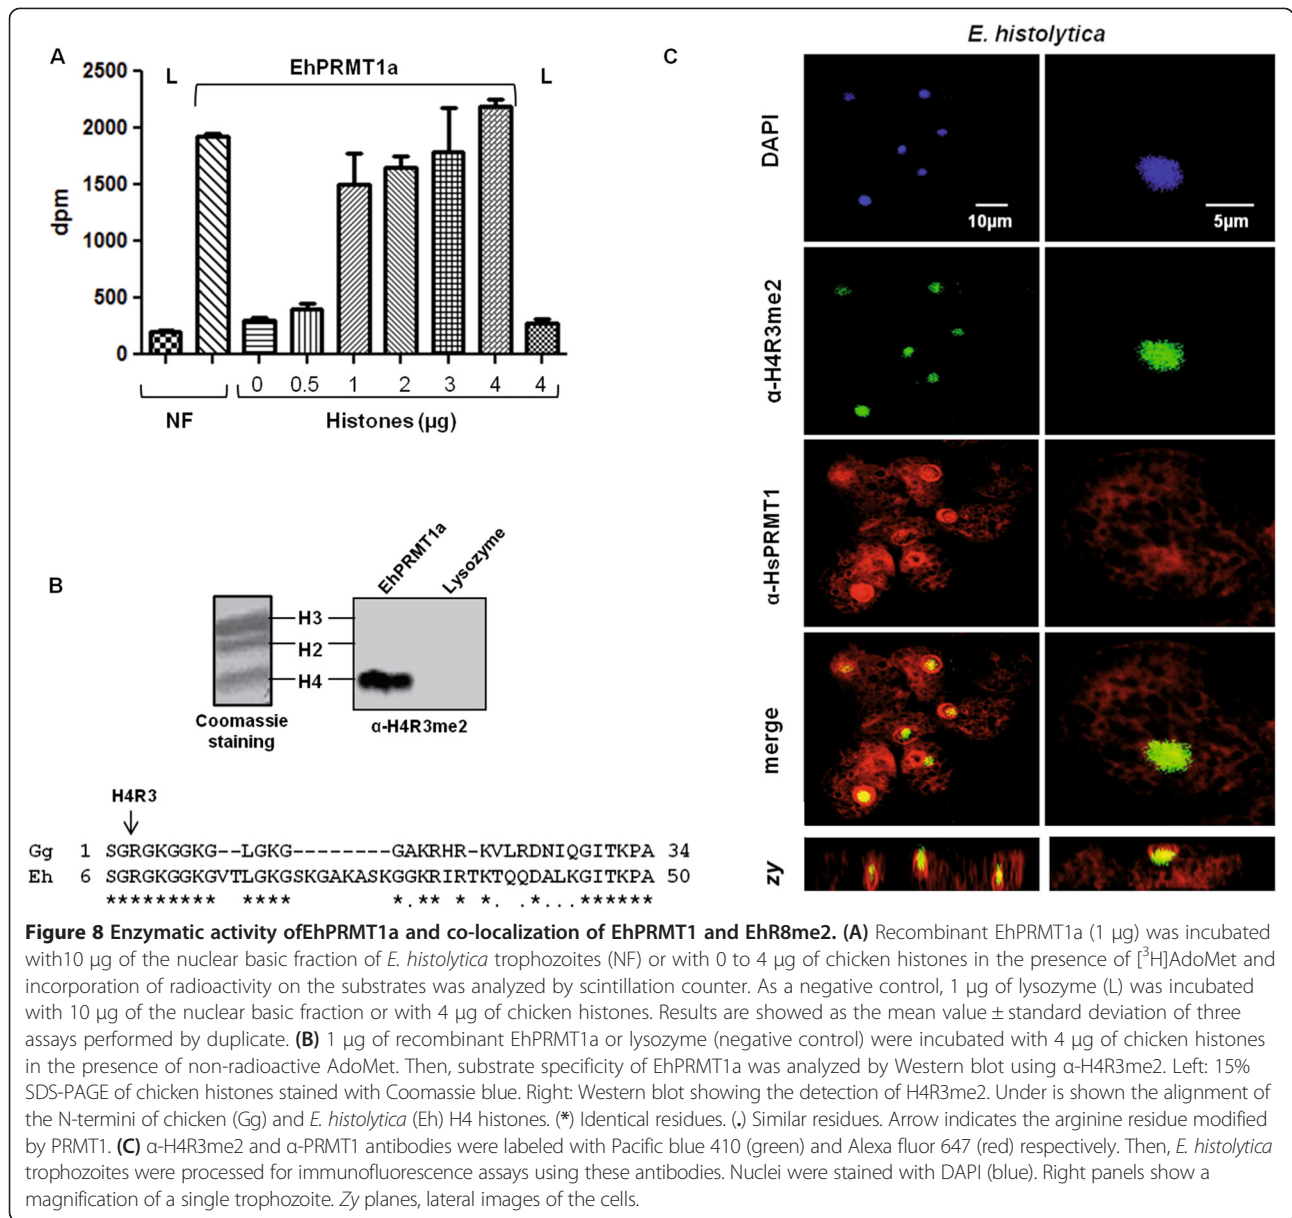 A
2500
2000
1500
1000
500
0
dpm
L
EhPRMT1a
L
0 0.5 1 2 3 4 4
NF
Histones (µg)
B
EhPRMT1a
Lysozyme
H3
H2
H4
Coomassie
staining
α-H4R3me2
H4R3
Gg 1 SGRGKGGKG--LGKG--------GAKRHR-KVLRDNIQGITKPA 34
Eh 6 SGRGKGGKGVTLGKGSKGAKASKGGKRIRTKTQQDALKGITKPA 50
********* **** *.** * *. .*...******
C
E. histolytica
DAPI
10µm
5µm
α-H4R3me2
α-HsPRMT1
merge
zy
Figure 8 Enzymatic activity ofEhPRMT1a and co-localization of EhPRMT1 and EhR8me2. (A) Recombinant EhPRMT1a (1 µg) was incubated
with10 µg of the nuclear basic fraction of E. histolytica trophozoites (NF) or with 0 to 4 µg of chicken histones in the presence of [³H]AdoMet and
incorporation of radioactivity on the substrates was analyzed by scintillation counter. As a negative control, 1 µg of lysozyme (L) was incubated
with 10 µg of the nuclear basic fraction or with 4 µg of chicken histones. Results are showed as the mean value ± standard deviation of three
assays performed by duplicate. (B) 1 µg of recombinant EhPRMT1a or lysozyme (negative control) were incubated with 4 µg of chicken histones
in the presence of non-radioactive AdoMet. Then, substrate specificity of EhPRMT1a was analyzed by Western blot using α-H4R3me2. Left: 15%
SDS-PAGE of chicken histones stained with Coomassie blue. Right: Western blot showing the detection of H4R3me2. Under is shown the alignment of
the N-termini of chicken (Gg) and E. histolytica (Eh) H4 histones. (*) Identical residues. (.) Similar residues. Arrow indicates the arginine residue modified
by PRMT1. (C) α-H4R3me2 and α-PRMT1 antibodies were labeled with Pacific blue 410 (green) and Alexa fluor 647 (red) respectively. Then, E. histolytica
trophozoites were processed for immunofluorescence assays using these antibodies. Nuclei were stained with DAPI (blue). Right panels show a
magnification of a single trophozoite. Zy planes, lateral images of the cells.